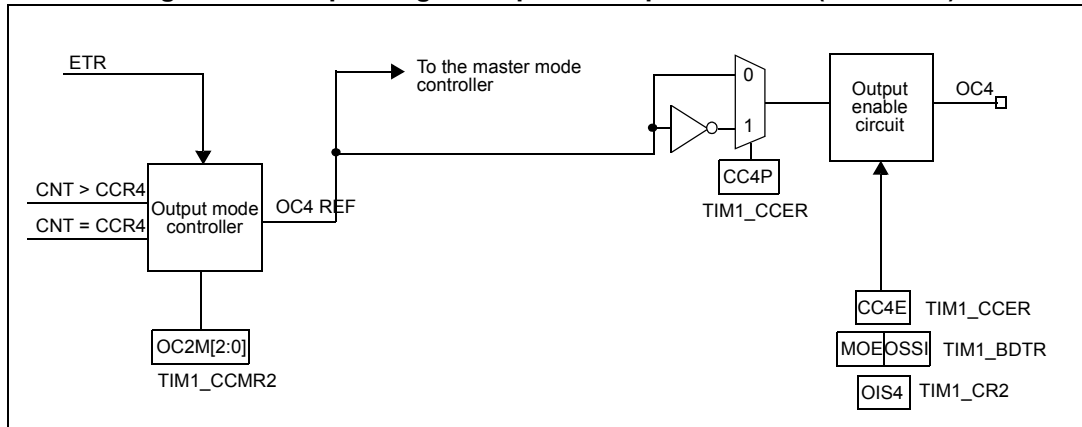 ETR
To the master mode
controller
0
1
CC4P
TIM1_CCER
Output
enable
circuit
OC4
CNT > CCR4
CNT = CCR4
Output mode
controller
OC4 REF
OC2M[2:0]
TIM1_CCMR2
CC4E TIM1_CCER
MOE OSSI TIM1_BDTR
OIS4 TIM1_CR2